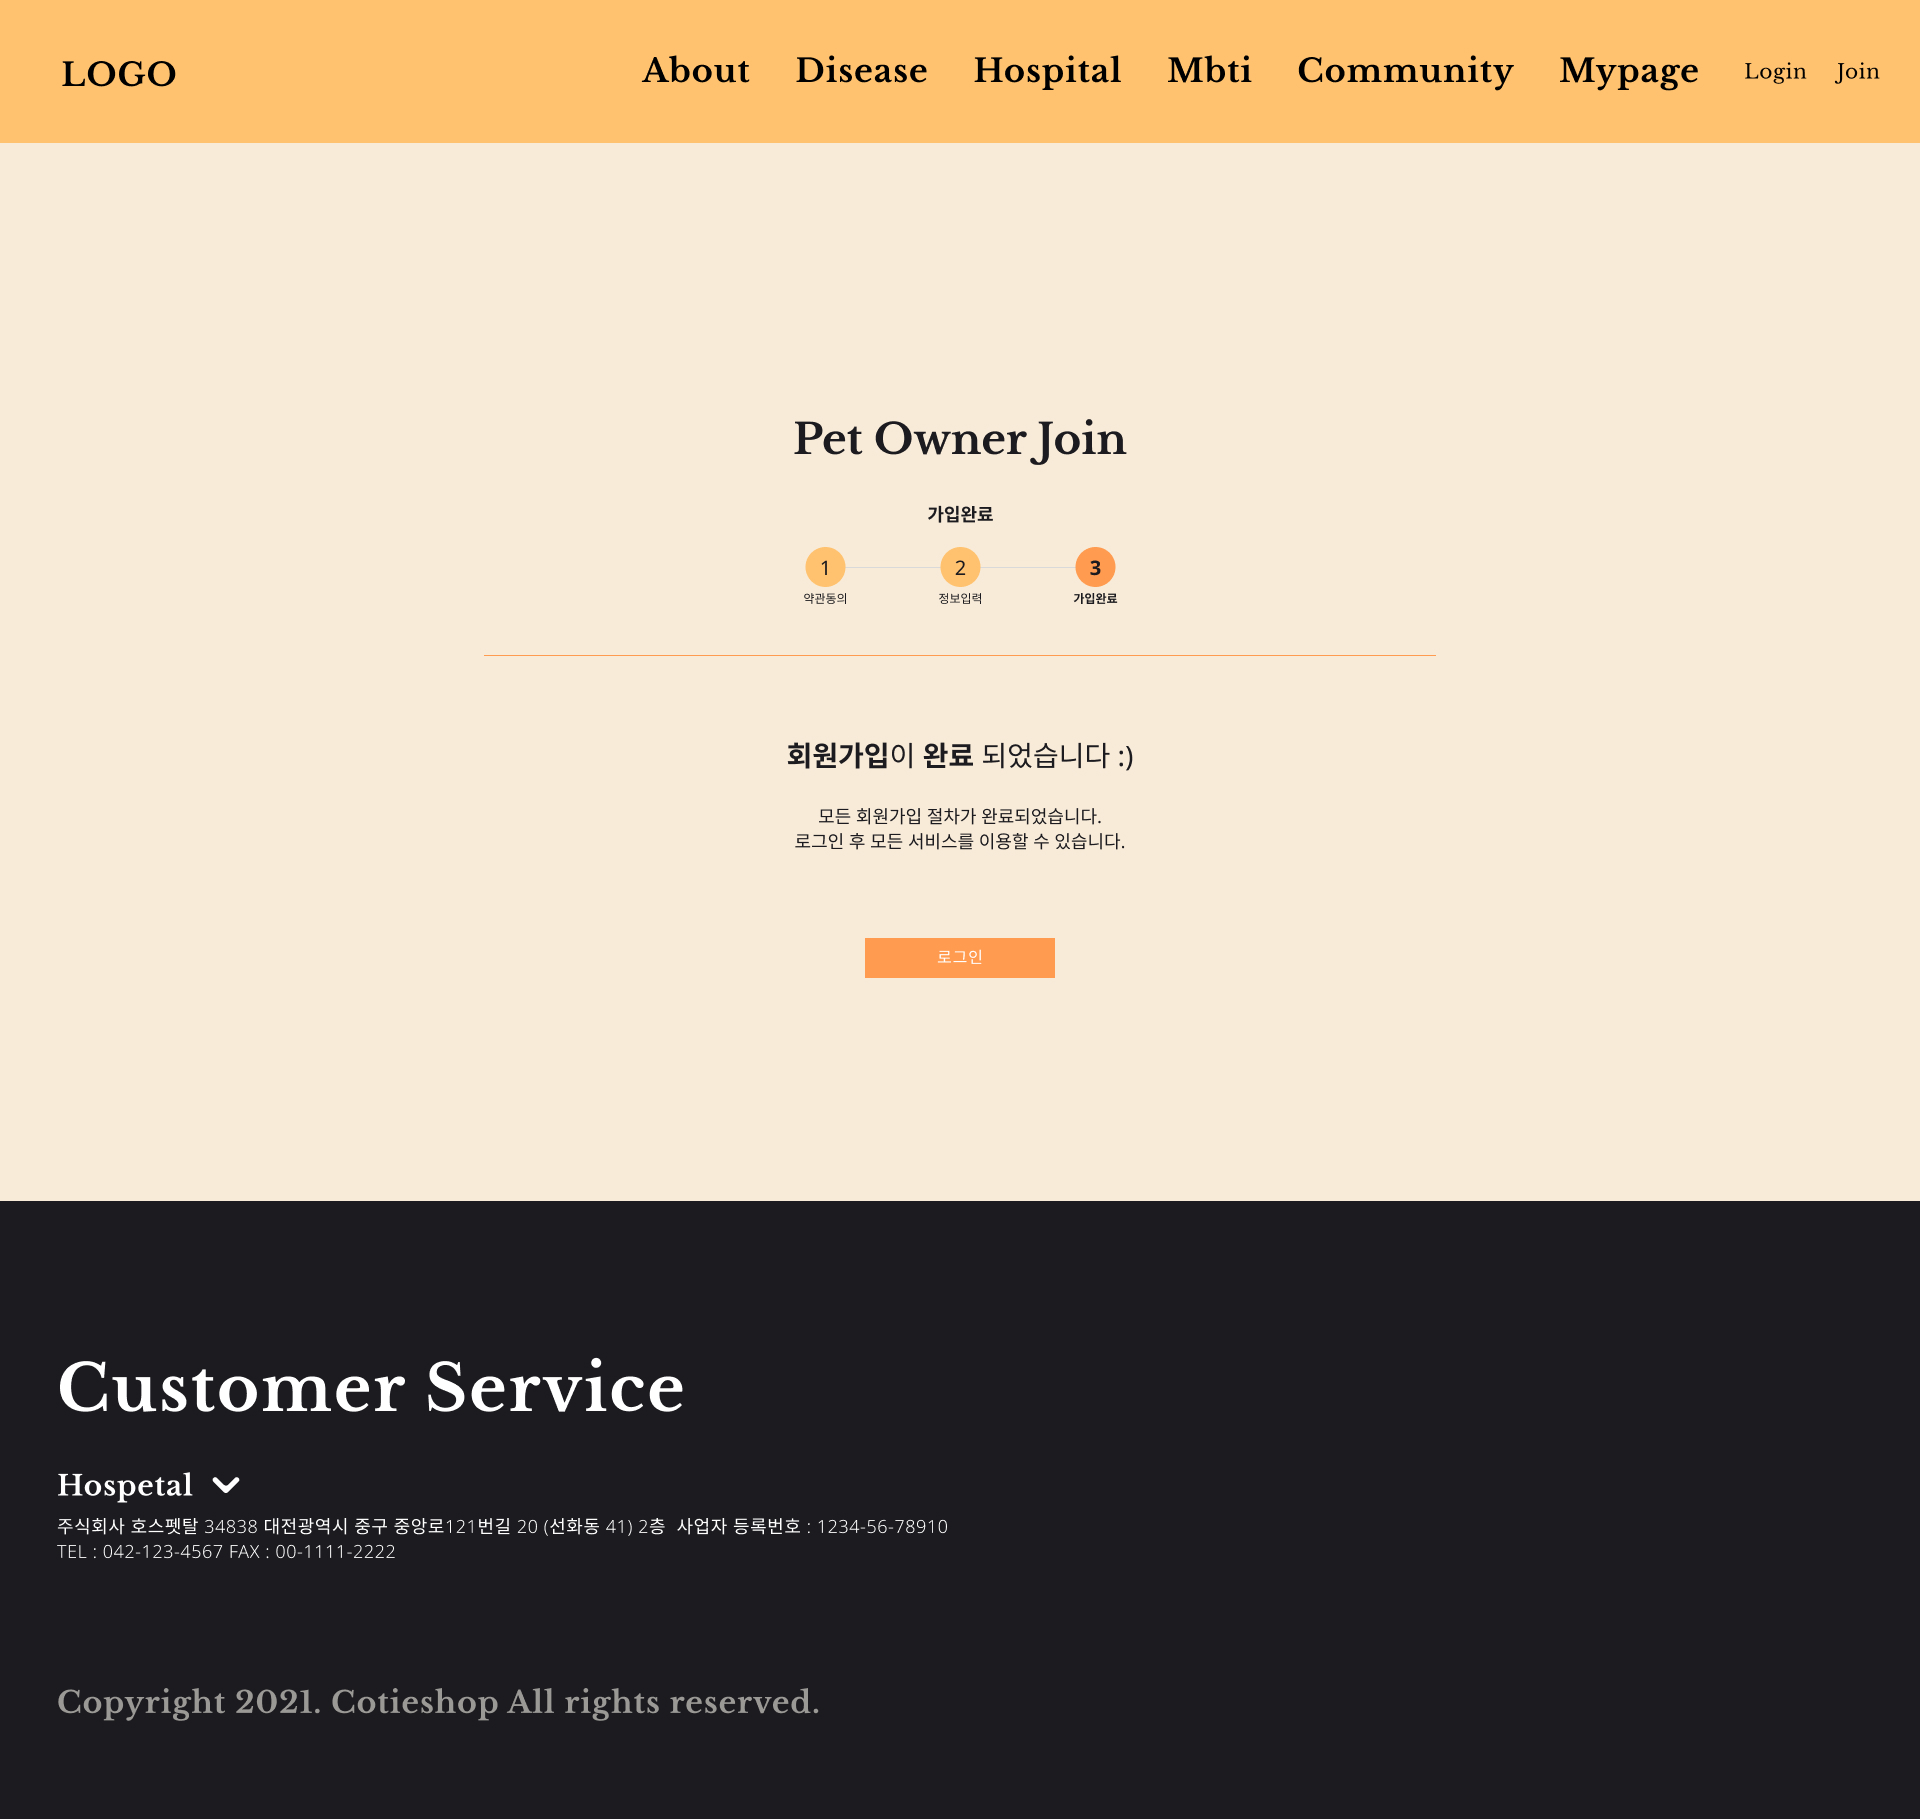 LOGO
About Disease Hospital Mbti Community Mypage Login Join
Pet Owner Join
가입완료
1 2 3
약관동의 정보입력 가입완료
회원가입이 완료 되었습니다 :)
모든 회원가입 절차가 완료되었습니다.
로그인 후 모든 서비스를 이용할 수 있습니다.
로그인
Customer Service
Hospetal
주식회사 호스펫탈 34838 대전광역시 중구 중앙로121번길 20 (선화동 41) 2층 사업자 등록번호 : 1234-56-78910
TEL : 042-123-4567 FAX : 00-1111-2222
Copyright 2021. Cotieshop All rights reserved.